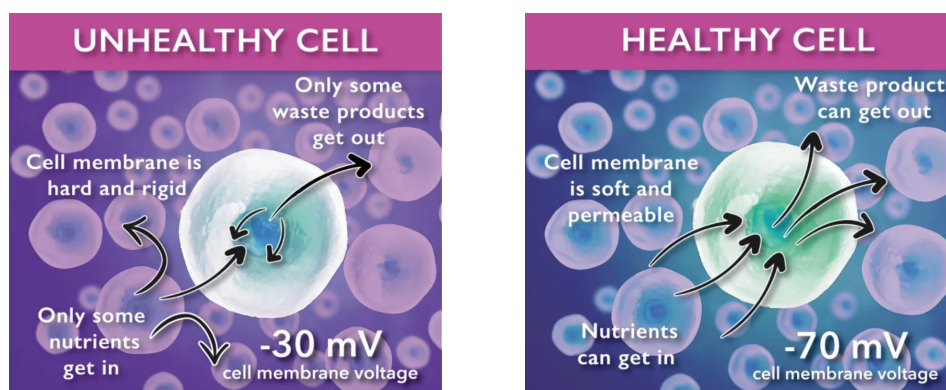 UNHEALTHY CELL
Only some
waste products
get out
Cell membrane is
hard and rigid
Only some
nutrients
get in
-30 mV
cell membrane voltage
HEALTHY CELL
Waste product
can get out
Cell membrane
is soft and
permeable
Nutrients
can get in
-70 mV
cell membrane voltage